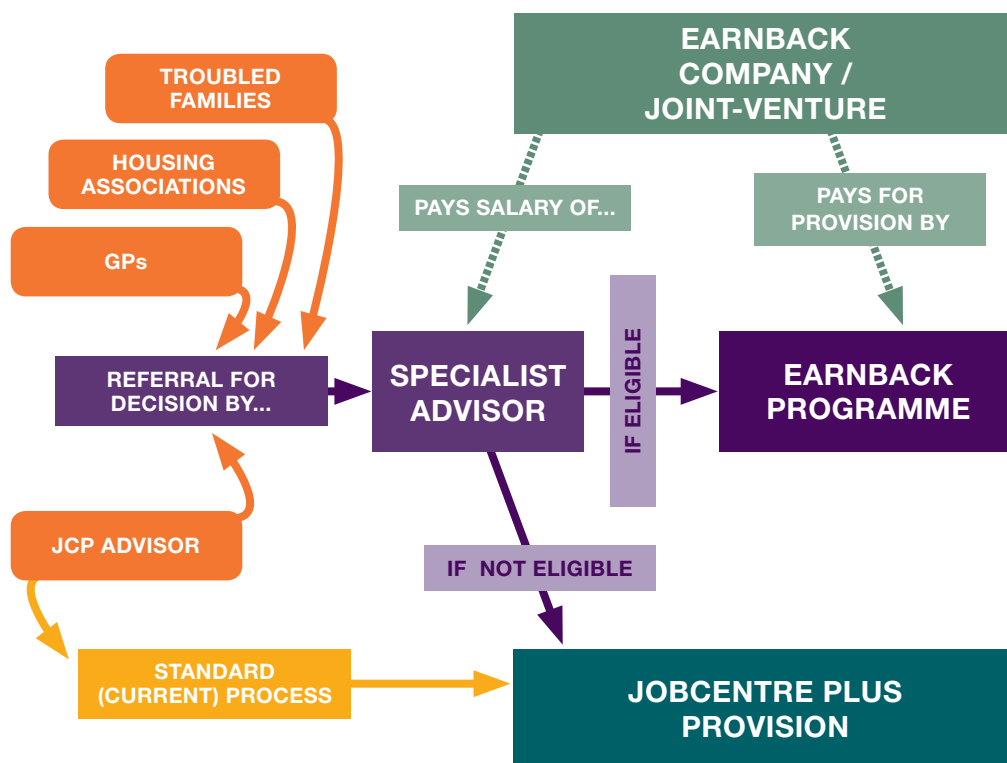 EARNBACK
COMPANY /
JOINT-VENTURE
TROUBLED
FAMILIES
HOUSING
ASSOCIATIONS
GPs
PAYS SALARY OF...
PAYS FOR
PROVISION BY
REFERRAL FOR
DECISION BY...
SPECIALIST
ADVISOR
IF ELIGIBLE
EARNBACK
PROGRAMME
JCP ADVISOR
IF NOT ELIGIBLE
STANDARD
(CURRENT) PROCESS
JOBCENTRE PLUS
PROVISION